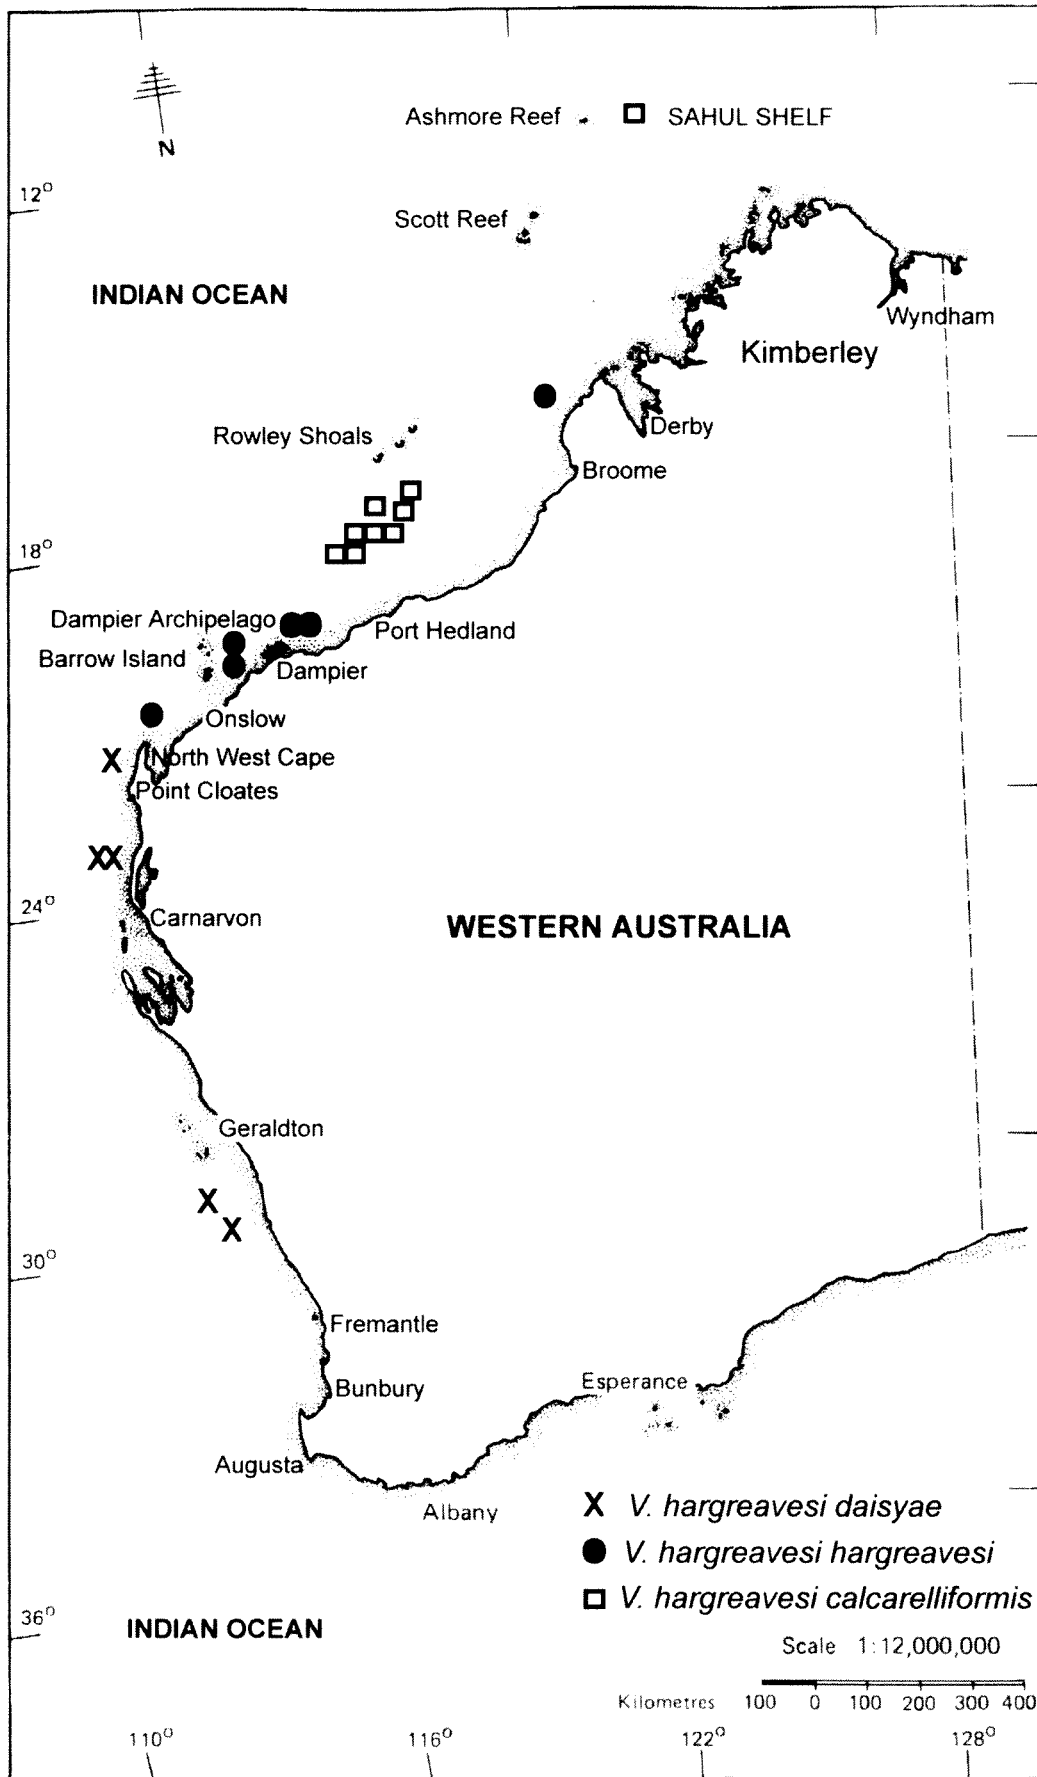 N
Ashmore Reef
SAHUL SHELF
12°
Scott Reef
INDIAN OCEAN
Wyndham
Kimberley
Derby
Rowley Shoals
Broome
18°
Dampier Archipelago
Port Hedland
Barrow Island
Dampier
Onslow
North West Cape
Point Cloates
24°
Carnarvon
WESTERN AUSTRALIA
Geraldton
30°
Fremantle
Esperance
Bunbury
Augusta
Albany
X V. hargreavesi daisyae
V. hargreavesi hargreavesi
V. hargreavesi calcarelliformis
36°
INDIAN OCEAN
Scale 1:12,000,000
Kilometres 100 0 100 200 300 400
110° 116° 122° 128°